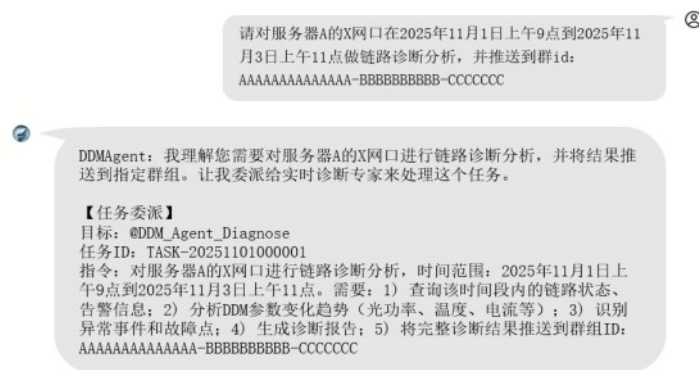 请对服务器A的X网口在2025年11月1日上午9点到2025年11
月3日上午11点做链路诊断分析，并推送到群id：
AAAAAAAAAAAAAA-BBBBBBBBBB-CCCCCCC
DDMAgent：我理解您需要对服务器A的X网口进行链路诊断分析，并将结果推
送到指定群组。让我委派给实时诊断专家来处理这个任务。
【任务委派】
目标：@DDM_Agent_Diagnose
任务ID：TASK-20251101000001
指令：对服务器A的X网口进行链路诊断分析，时间范围：2025年11月1日上
午9点到2025年11月3日上午11点。需要：1）查询该时间段内的链路状态、
告警信息；2）分析DDM参数变化趋势（光功率、温度、电流等）；3）识别
异常事件和故障点；4）生成诊断报告；5）将完整诊断结果推送到群组ID：
AAAAAAAAAAAAAA-BBBBBBBBBB-CCCCCCC